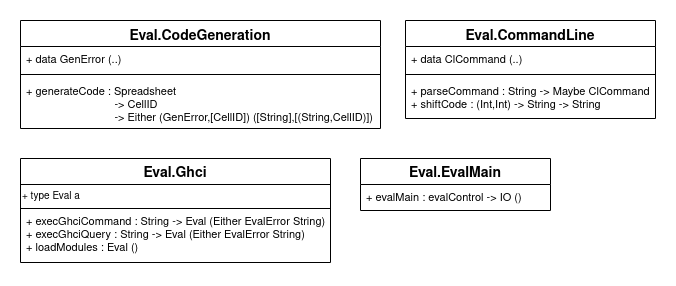 Eval.CodeGeneration
+ data GenError (..)
+ generateCode : Spreadsheet
-> CellID
-> Either (GenError,[CellID]) ([String],[(String,CellID)])
Eval.CommandLine
+ data ClCommand (..)
+ parseCommand : String -> Maybe ClCommand
+ shiftCode : (Int,Int) -> String -> String
Eval.Ghci
+ type Eval a
+ execGhciCommand : String -> Eval (Either EvalError String)
+ execGhciQuery : String -> Eval (Either EvalError String)
+ loadModules : Eval ()
Eval.EvalMain
+ evalMain : evalControl -> IO ()